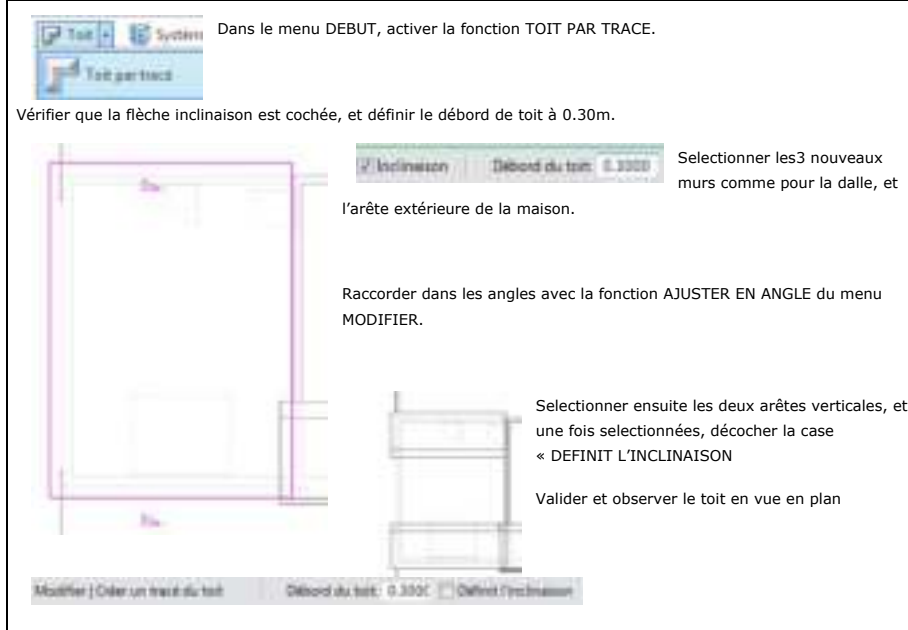 Toit Systèm
Dans le menu DEBUT, activer la fonction TOIT PAR TRACE.
Toit par tracé
Vérifier que la flèche inclinaison est cochée, et définir le débord de toit à 0.30m.
Inclinaison Débord du toit: 0.3000
Selectionner les3 nouveaux
murs comme pour la dalle, et
l’arête extérieure de la maison.
Raccorder dans les angles avec la fonction AJUSTER EN ANGLE du menu
MODIFIER.
Selectionner ensuite les deux arêtes verticales, et
une fois selectionnées, décocher la case
« DEFINIT L’INCLINAISON
Valider et observer le toit en vue en plan
Modifier | Créer un tracé du toit Débord du toit: 0.300 Définit l'inclinaison